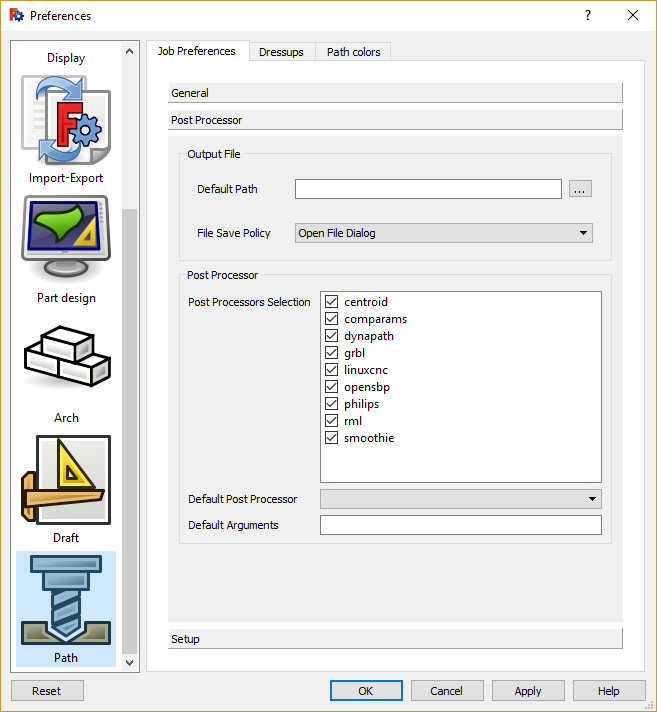 Preferences
?
Display
Import-Export
Part design
Arch
Draft
Path
Job Preferences
Dressups
Path colors
General
Post Processor
Output File
Default Path
...
File Save Policy
Open File Dialog
Post Processor
Post Processors Selection
centroid
comparams
dynapath
grbl
linuxcnc
opensbp
philips
rml
smoothie
Default Post Processor
Default Arguments
Setup
Reset
OK
Cancel
Apply
Help